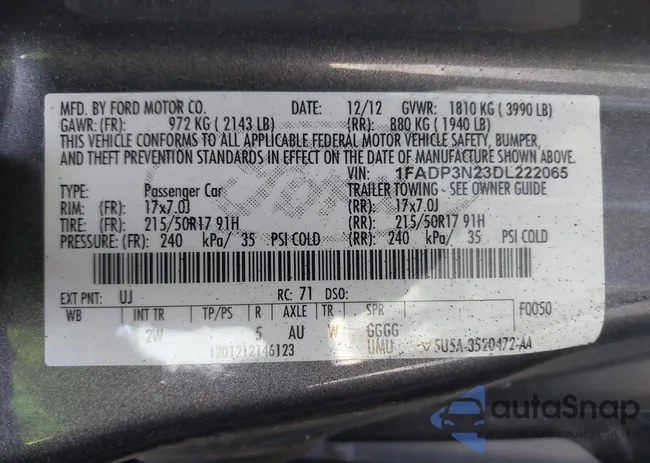 MFD. BY FORD MOTOR CO. DATE: 12/12 GVWR: 1810 KG ( 3990 LB)
GAWR: (FR): 972 KG ( 2143 LB) (RR): 880 KG ( 1940 LB)
THIS VEHICLE CONFORMS TO ALL APPLICABLE FEDERAL MOTOR VEHICLE SAFETY, BUMPER,
AND THEFT PREVENTION STANDARDS IN EFFECT ON THE DATE OF MANUFACTURE SHOWN ABOVE.
VIN: 1FADP3N23DL222065
TYPE: Passenger Car TRAILER TOWING - SEE OWNER GUIDE
RIM: (FR): 17x7.0J (RR): 17x7.0J
TIRE: (FR): 215/50R17 91H (RR): 215/50R17 91H
PRESSURE: (FR): 240 kPa/ 35 PSI COLD (RR): 240 kPa/ 35 PSI COLD
EXT PNT: UJ RC: 71 DSO:
WB INT TR TP/PS R AXLE TR SPR F0050
2W 5 AU W GGGG
1201212146123 UMU 5U5A-3520472-AA
autoSnap